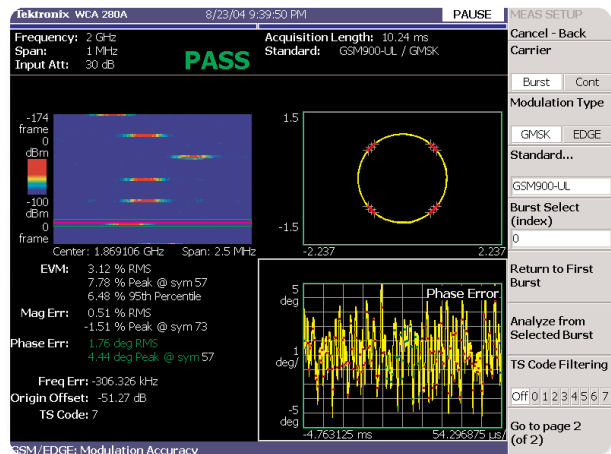 Tektronix WCA 280A
8/23/04 9:39:50 PM
PAUSE
MEAS SETUP
Frequency: 2 GHz
Span: 1 MHz
Input Att: 30 dB
PASS
Acquisition Length: 10.24 ms
Standard: GSM900-UL / GMSK
-174
frame
0
dBm
-100
dBm
0
frame
Center: 1.869106 GHz Span: 2.5 MHz
1.5
-1.5
-2.237 2.237
EVM: 3.12 % RMS
7.78 % Peak @ sym 57
6.48 % 95th Percentile
Mag Err: 0.51 % RMS
-1.51 % Peak @ sym 73
Phase Err: 1.76 deg RMS
4.44 deg Peak @ sym 57
Freq Err: -306.326 kHz
Origin Offset: -51.27 dB
TS Code: 7
Phase Error
5
deg
1
deg/
-5
deg
-4.763125 ms 54.296875 µs/
GSM/EDGE: Modulation Accuracy
Cancel - Back
Carrier
Burst Cont
Modulation Type
GMSK EDGE
Standard...
GSM900-UL
Burst Select
(index)
0
Return to First
Burst
Analyze from
Selected Burst
TS Code Filtering
Off 0 1 2 3 4 5 6 7
Go to page 2
(of 2)